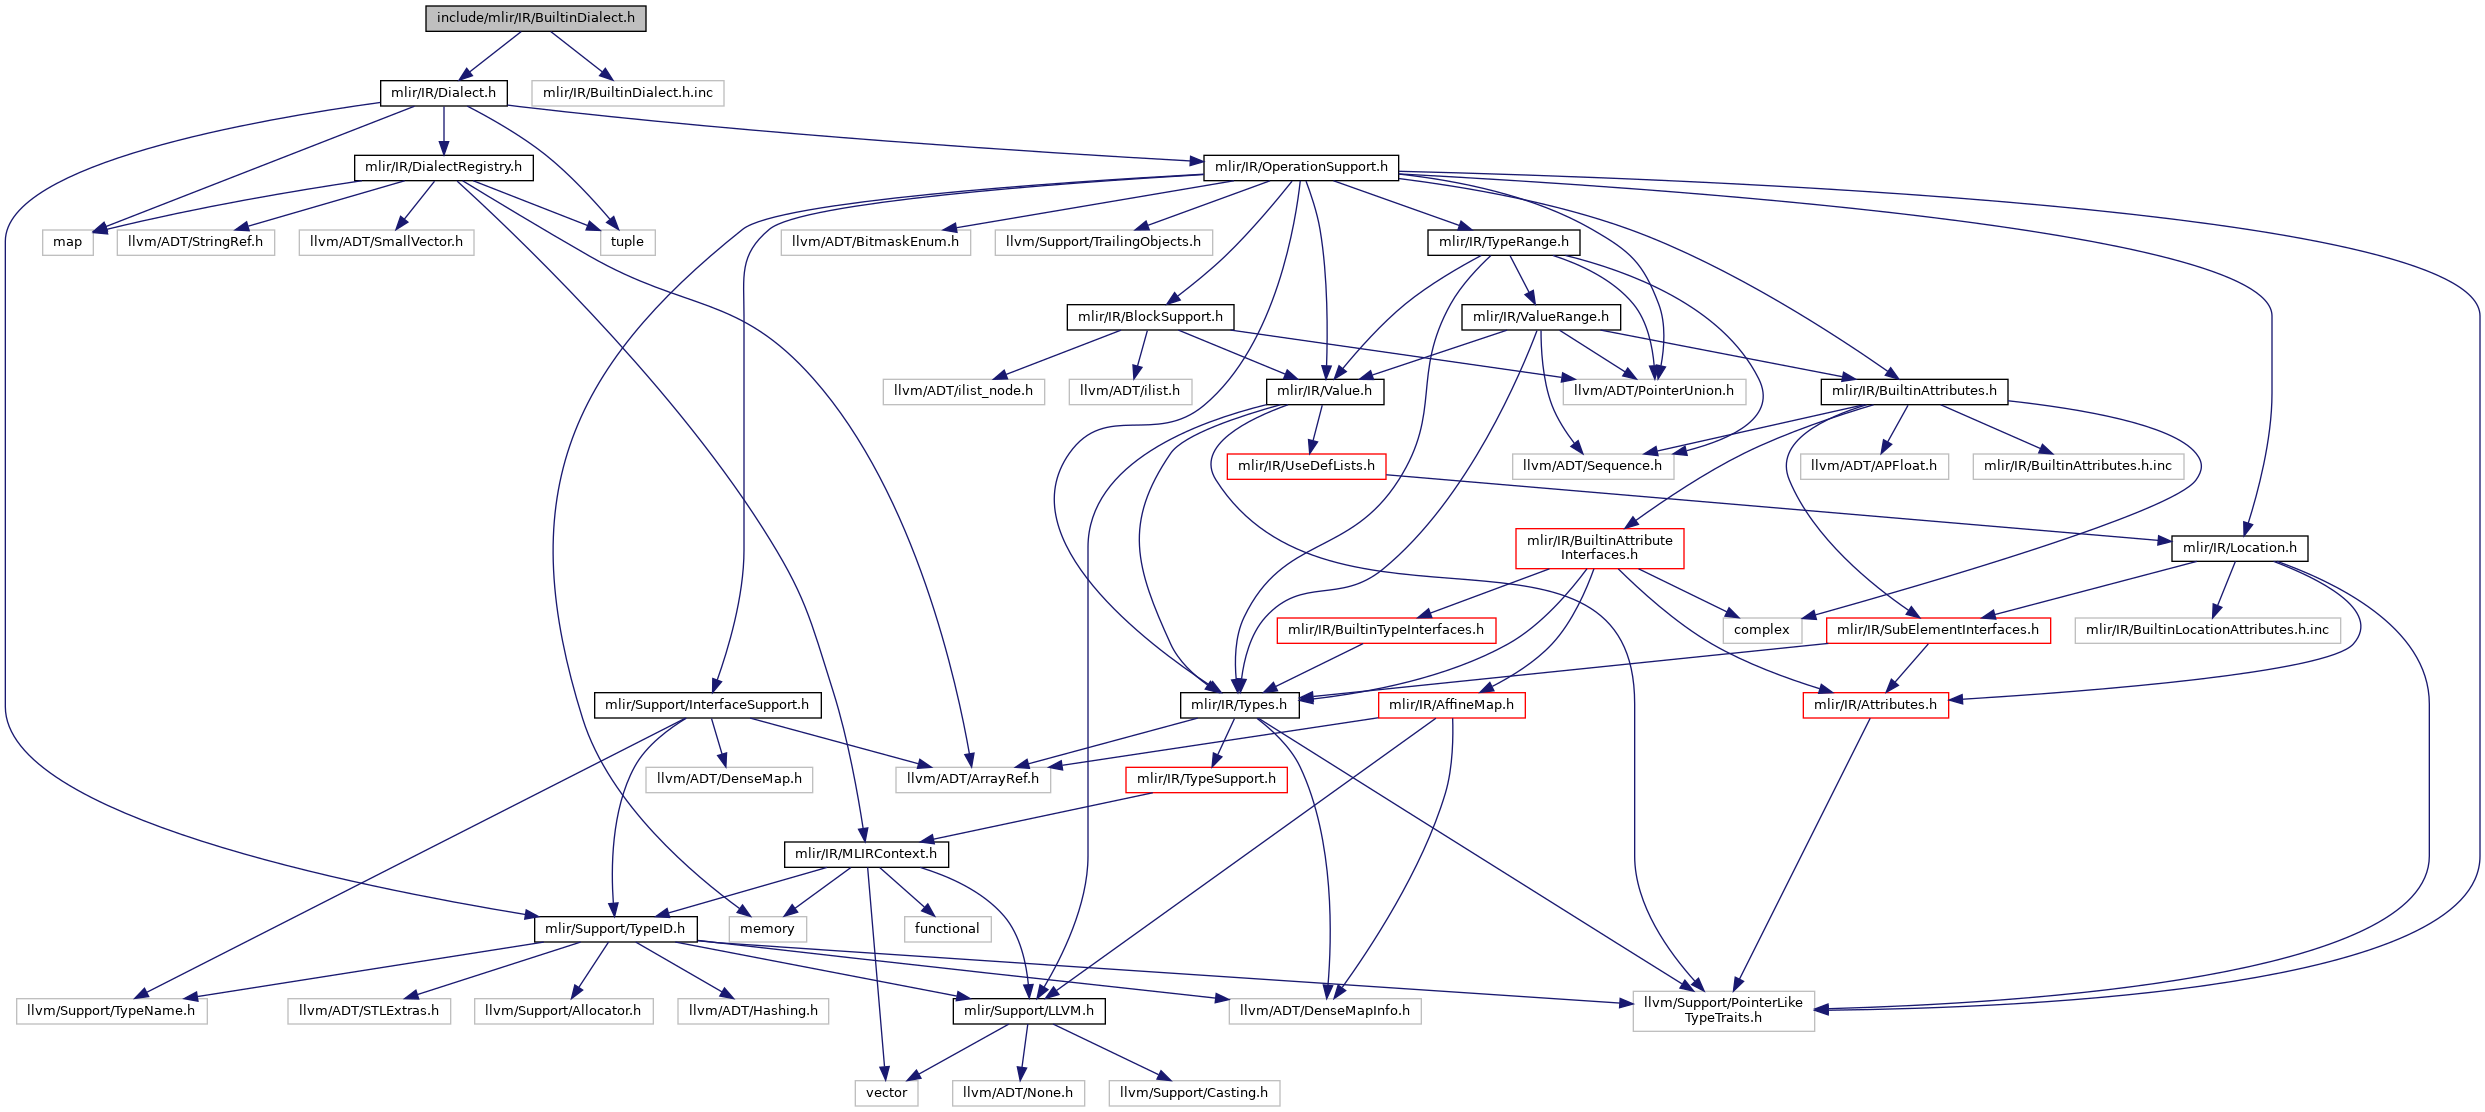 include/mlir/IR/BuiltinDialect.h
mlir/IR/Dialect.h
mlir/IR/BuiltinDialect.h.inc
mlir/IR/DialectRegistry.h
mlir/IR/OperationSupport.h
map
llvm/ADT/StringRef.h
llvm/ADT/SmallVector.h
tuple
llvm/ADT/BitmaskEnum.h
llvm/Support/TrailingObjects.h
mlir/IR/TypeRange.h
mlir/IR/BlockSupport.h
mlir/IR/ValueRange.h
llvm/ADT/ilist_node.h
llvm/ADT/ilist.h
mlir/IR/Value.h
llvm/ADT/PointerUnion.h
mlir/IR/BuiltinAttributes.h
mlir/IR/UseDefLists.h
llvm/ADT/Sequence.h
llvm/ADT/APFloat.h
mlir/IR/BuiltinAttributes.h.inc
mlir/IR/BuiltinAttribute
Interfaces.h
mlir/IR/Location.h
mlir/IR/BuiltinTypeInterfaces.h
complex
mlir/IR/SubElementInterfaces.h
mlir/IR/BuiltinLocationAttributes.h.inc
mlir/Support/InterfaceSupport.h
mlir/IR/Types.h
mlir/IR/AffineMap.h
mlir/IR/Attributes.h
llvm/ADT/DenseMap.h
llvm/ADT/ArrayRef.h
mlir/IR/TypeSupport.h
mlir/IR/MLIRContext.h
mlir/Support/TypeID.h
memory
functional
llvm/Support/TypeName.h
llvm/ADT/STLExtras.h
llvm/Support/Allocator.h
llvm/ADT/Hashing.h
mlir/Support/LLVM.h
llvm/ADT/DenseMapInfo.h
llvm/Support/PointerLike
TypeTraits.h
vector
llvm/ADT/None.h
llvm/Support/Casting.h